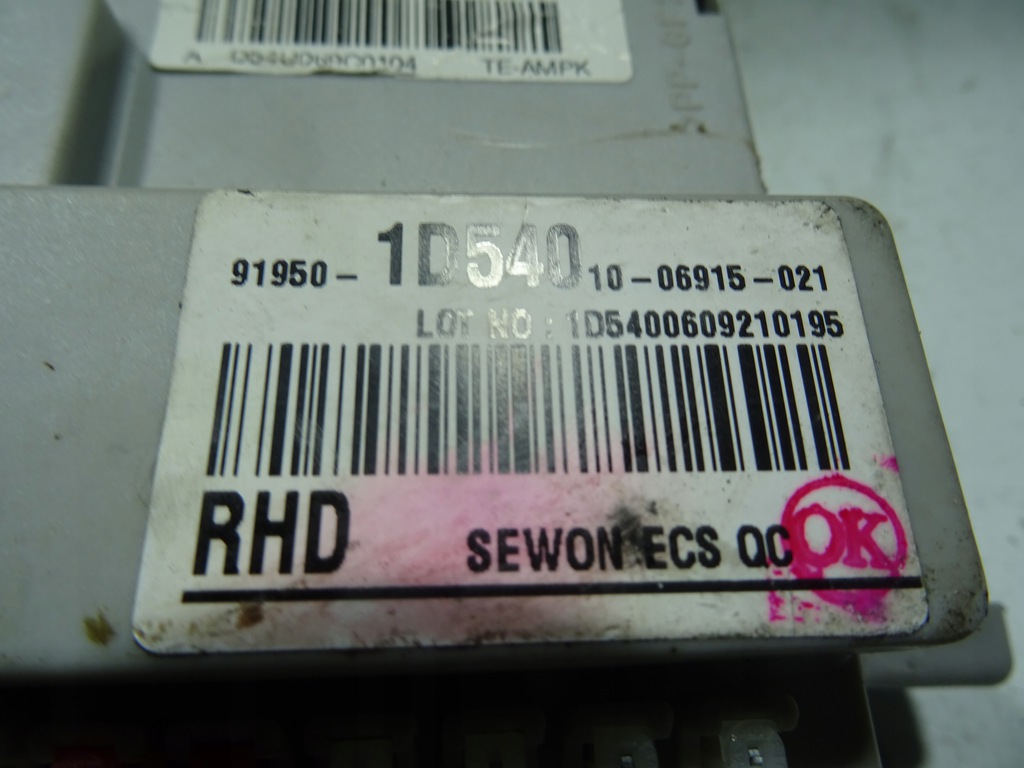 A TE-AMPK
91950-1D540 10-06915-021
LOT NO : 1D5400609210195
RHD SEWON ECS QC OK